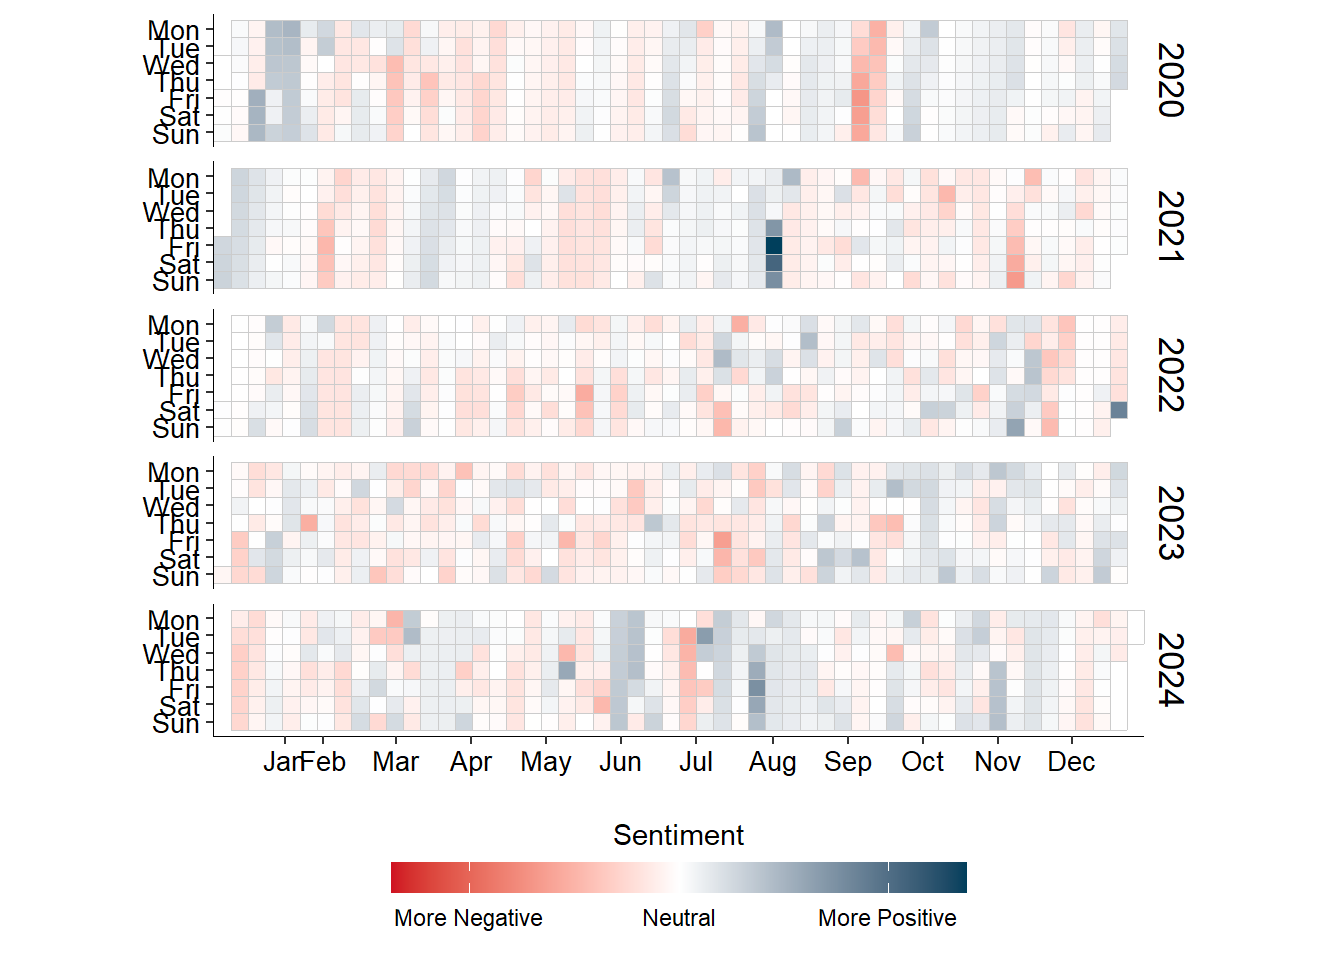 Mon
Tue
Wed
Thu
Fri
Sat
Sun
2020
Mon
Tue
Wed
Thu
Fri
Sat
Sun
2021
Mon
Tue
Wed
Thu
Fri
Sat
Sun
2022
Mon
Tue
Wed
Thu
Fri
Sat
Sun
2023
Mon
Tue
Wed
Thu
Fri
Sat
Sun
2024
Jan Feb Mar Apr May Jun Jul Aug Sep Oct Nov Dec
Sentiment
More Negative Neutral More Positive